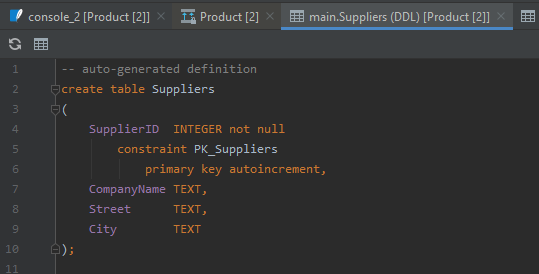 console_2 [Product [2]]
Product [2]
main.Suppliers (DDL) [Product [2]]
1 -- auto-generated definition
2 create table Suppliers
3 (
4     SupplierID  INTEGER not null
5         constraint PK_Suppliers
6             primary key autoincrement,
7     CompanyName TEXT,
8     Street      TEXT,
9     City        TEXT
10 );
11